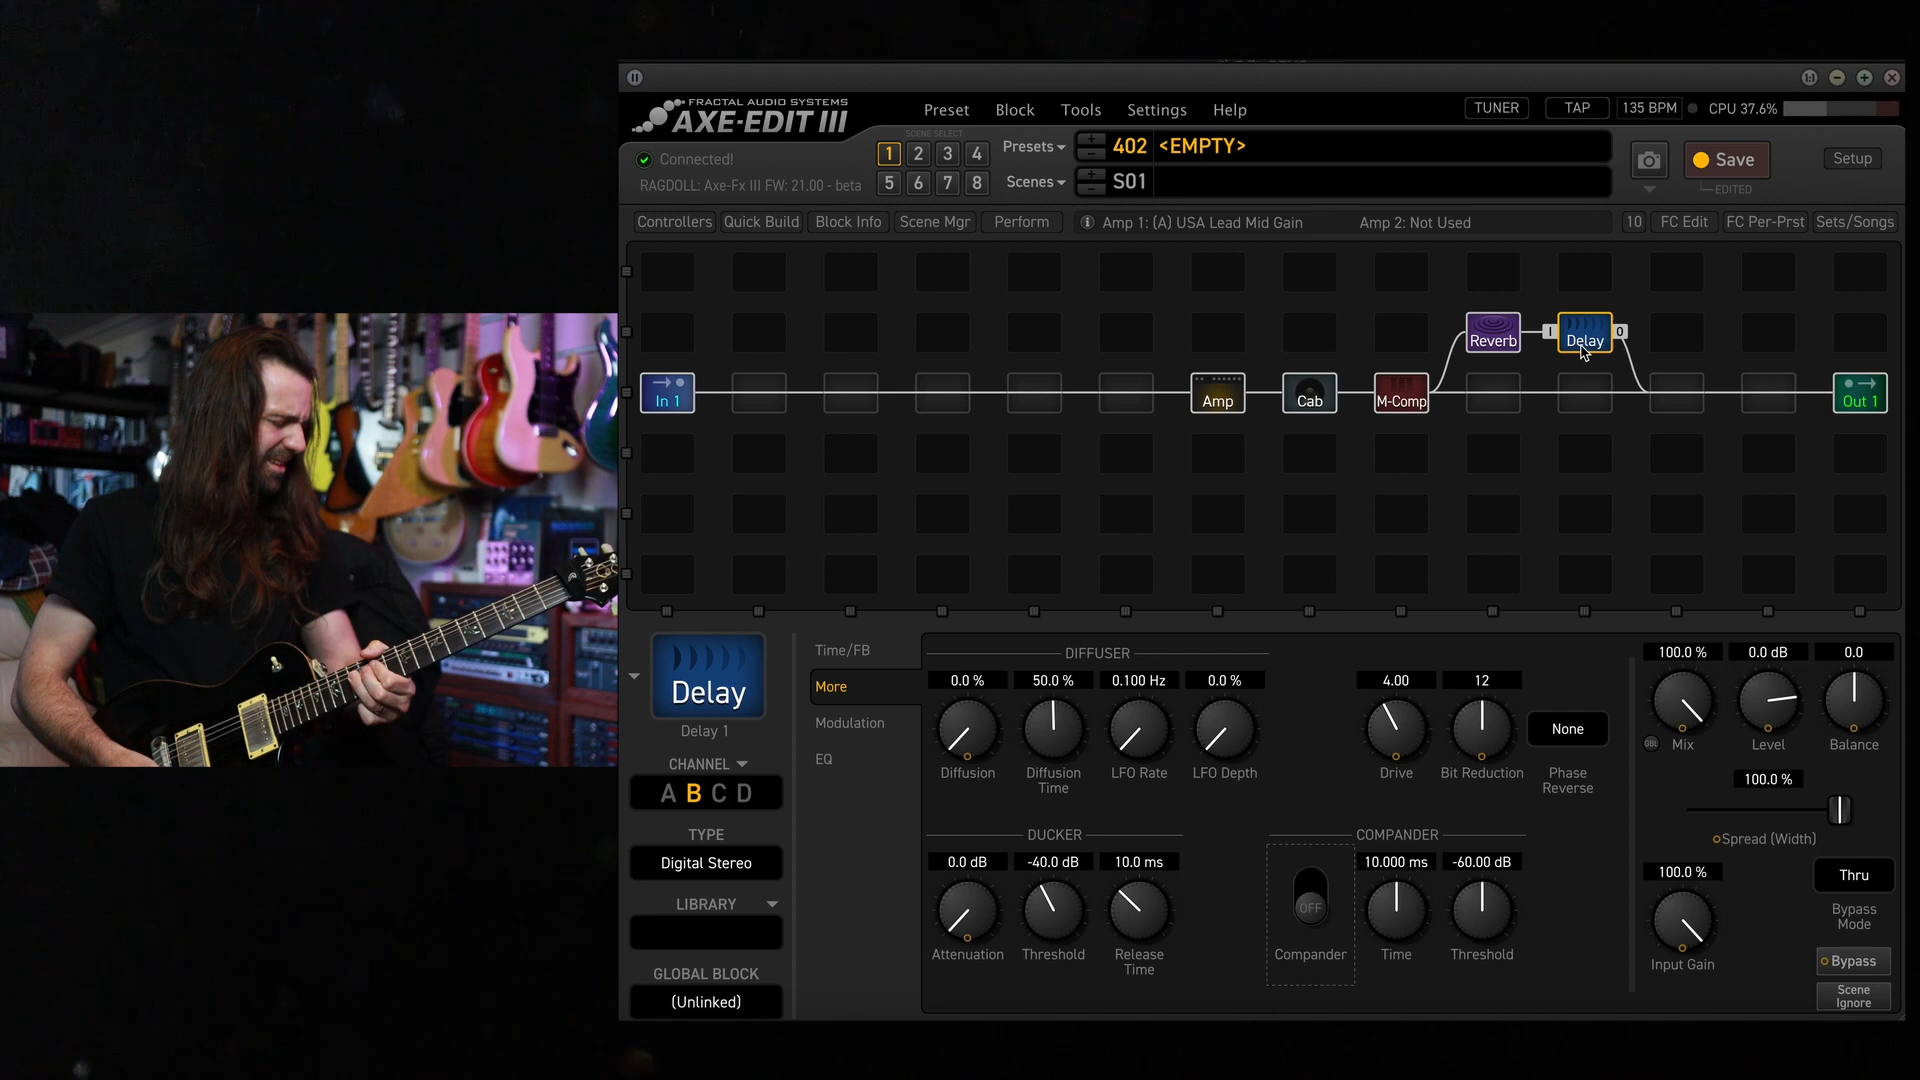 FRACTAL AUDIO SYSTEMS
AXE-EDIT III
Preset Block Tools Settings Help
TUNER TAP 135 BPM CPU 37.6%
Connected!
RAGDOLL: Axe-Fx III FW: 21.00 - beta
SCENE SELECT
1 2 3 4
5 6 7 8
Presets 402 <EMPTY>
Scenes S01
Save
EDITED
Setup
Controllers Quick Build Block Info Scene Mgr Perform
Amp 1: (A) USA Lead Mid Gain Amp 2: Not Used
10 FC Edit FC Per-Prst Sets/Songs
Reverb I Delay O
In 1 Amp Cab M-Comp Out 1
Delay
Delay 1
CHANNEL
A B C D
TYPE
Digital Stereo
LIBRARY
GLOBAL BLOCK
(Unlinked)
Time/FB
More
Modulation
EQ
DIFFUSER
0.0 % 50.0 % 0.100 Hz 0.0 % 4.00 12
None
Diffusion Diffusion Time LFO Rate LFO Depth Drive Bit Reduction Phase Reverse
DUCKER COMPANDER
0.0 dB -40.0 dB 10.0 ms 10.000 ms -60.00 dB
OFF
Attenuation Threshold Release Time Compander Time Threshold
100.0 % 0.0 dB 0.0
GBL Mix Level Balance
100.0 %
Spread (Width)
100.0 %
Input Gain
Thru
Bypass Mode
Bypass
Scene Ignore